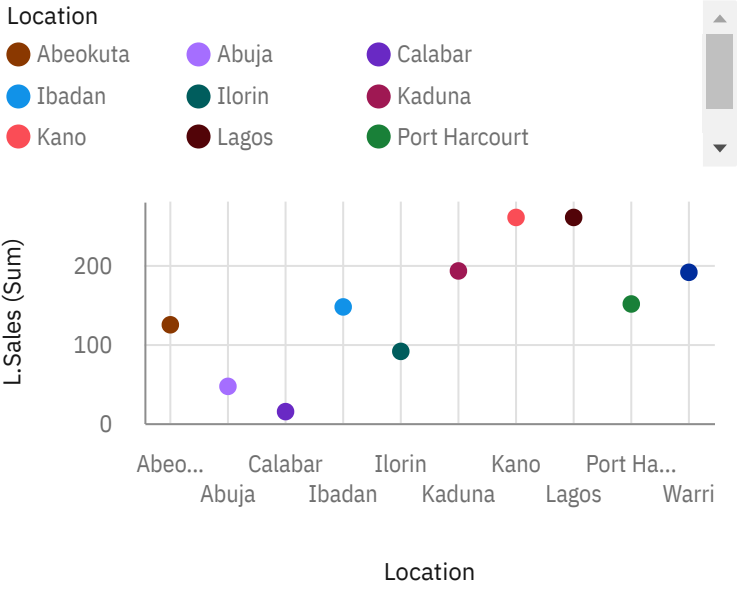 Location
Abeokuta Abuja Calabar
Ibadan Ilorin Kaduna
Kano Lagos Port Harcourt
L.Sales (Sum)
200
100
0
Abeo... Calabar Ilorin Kano Port Ha...
Abuja Ibadan Kaduna Lagos Warri
Location